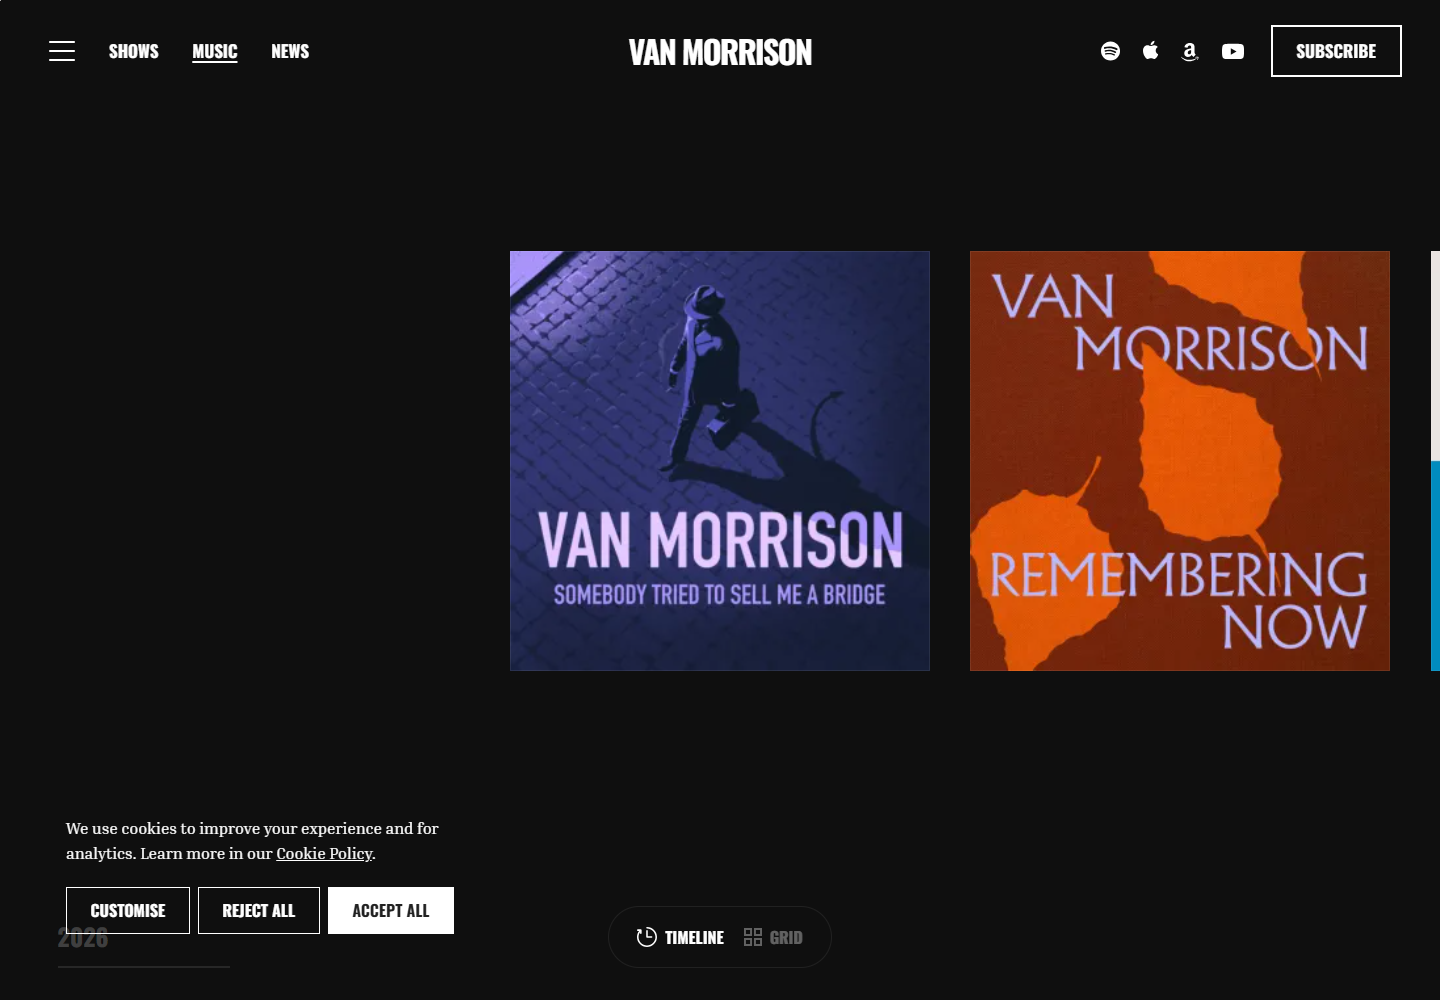 SHOWS
MUSIC
NEWS
VAN MORRISON
SUBSCRIBE
VAN MORRISON
SOMEBODY TRIED TO SELL ME A BRIDGE
VAN
MORRISON
REMEMBERING
NOW
We use cookies to improve your experience and for
analytics. Learn more in our Cookie Policy.
CUSTOMISE
REJECT ALL
ACCEPT ALL
2026
TIMELINE
GRID